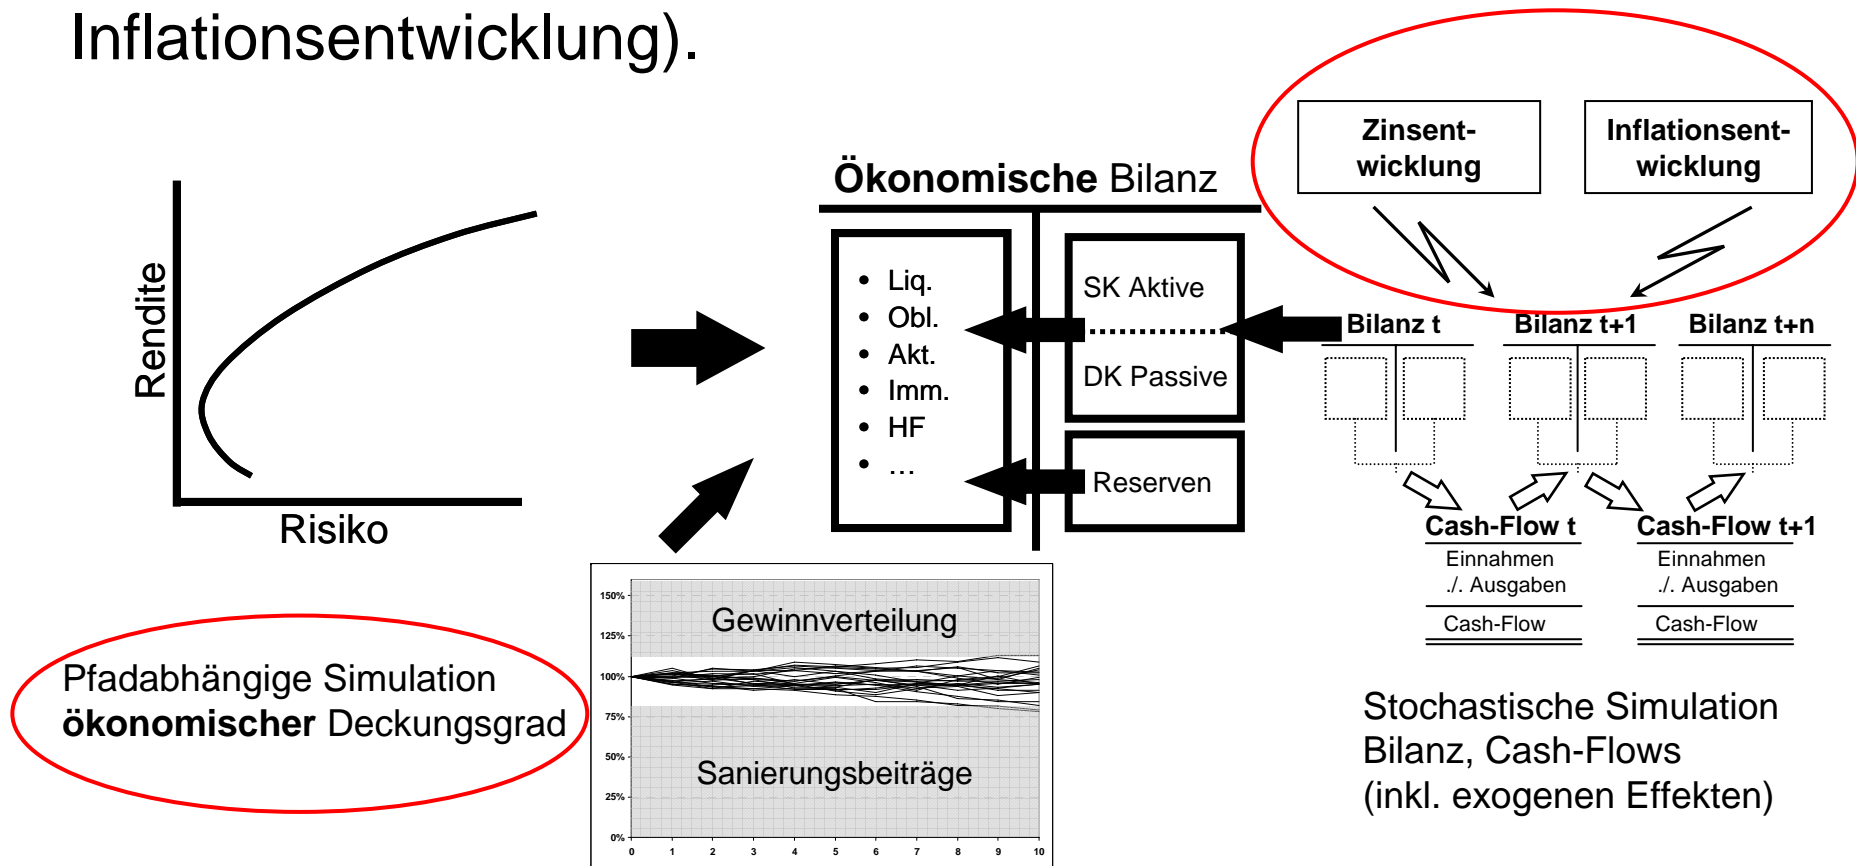 Inflationsentwicklung).
Zinsent-
wicklung
Inflationsent-
wicklung
Ökonomische Bilanz
Rendite
Risiko
• Liq.
• Obl.
• Akt.
• Imm.
• HF
• …
SK Aktive
DK Passive
Reserven
Bilanz t
Bilanz t+1
Bilanz t+n
Cash-Flow t
Einnahmen
./. Ausgaben
Cash-Flow
Cash-Flow t+1
Einnahmen
./. Ausgaben
Cash-Flow
Pfadabhängige Simulation
ökonomischer Deckungsgrad
150%
125%
100%
75%
50%
25%
0%
Gewinnverteilung
Sanierungsbeiträge
0 1 2 3 4 5 6 7 8 9 10
Stochastische Simulation
Bilanz, Cash-Flows
(inkl. exogenen Effekten)